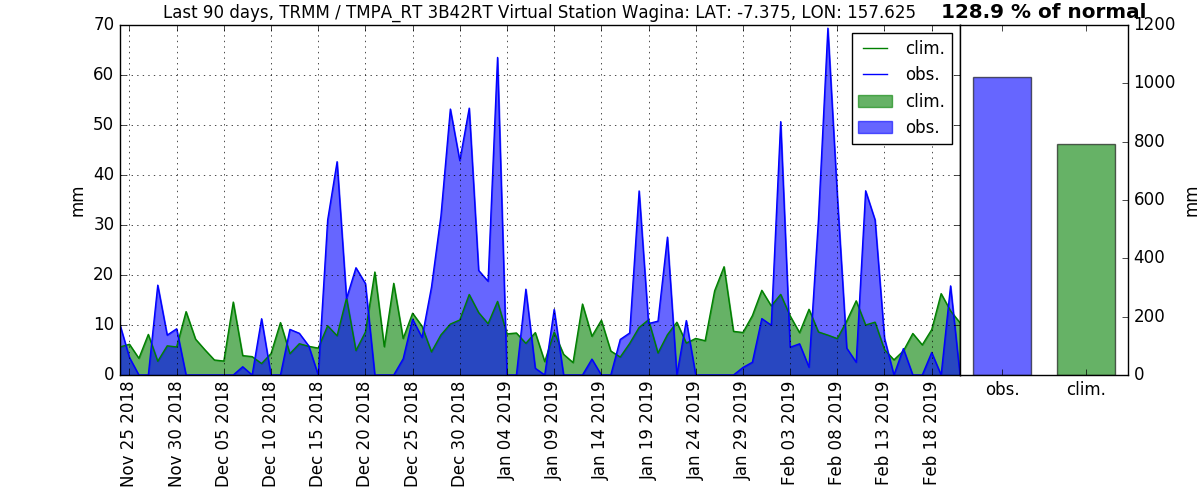 Last 90 days, TRMM / TMPA_RT 3B42RT Virtual Station Wagina: LAT: -7.375, LON: 157.625
128.9 % of normal
70
60
50
40
30
20
10
0
mm
clim.
obs.
clim.
obs.
1200
1000
800
600
400
200
0
mm
obs.
clim.
Nov 25 2018
Nov 30 2018
Dec 05 2018
Dec 10 2018
Dec 15 2018
Dec 20 2018
Dec 25 2018
Dec 30 2018
Jan 04 2019
Jan 09 2019
Jan 14 2019
Jan 19 2019
Jan 24 2019
Jan 29 2019
Feb 03 2019
Feb 08 2019
Feb 13 2019
Feb 18 2019